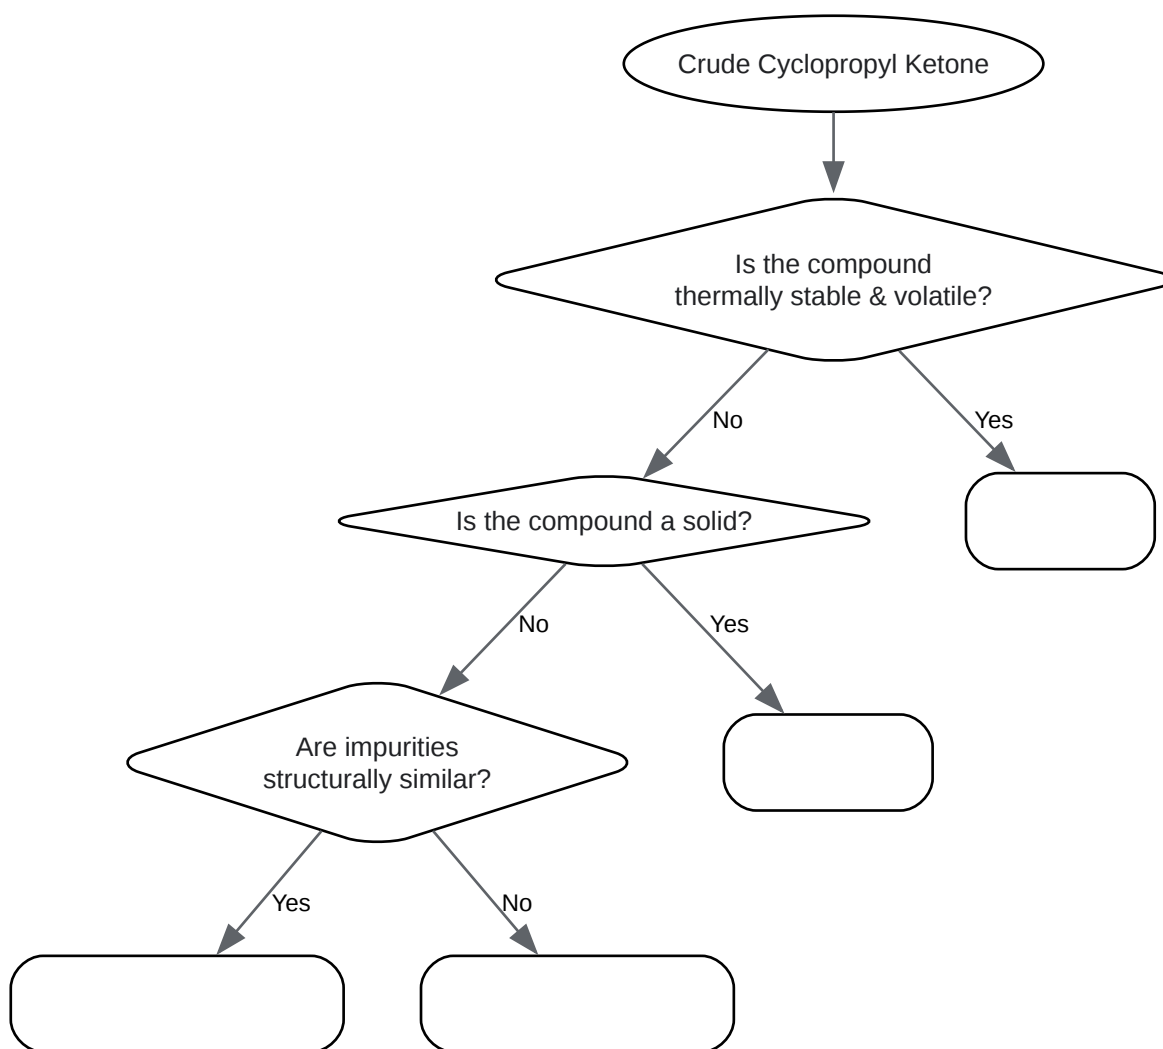 Crude Cyclopropyl Ketone
Is the compound
thermally stable & volatile?
No
Yes
Is the compound a solid?
No
Yes
Are impurities
structurally similar?
Yes
No